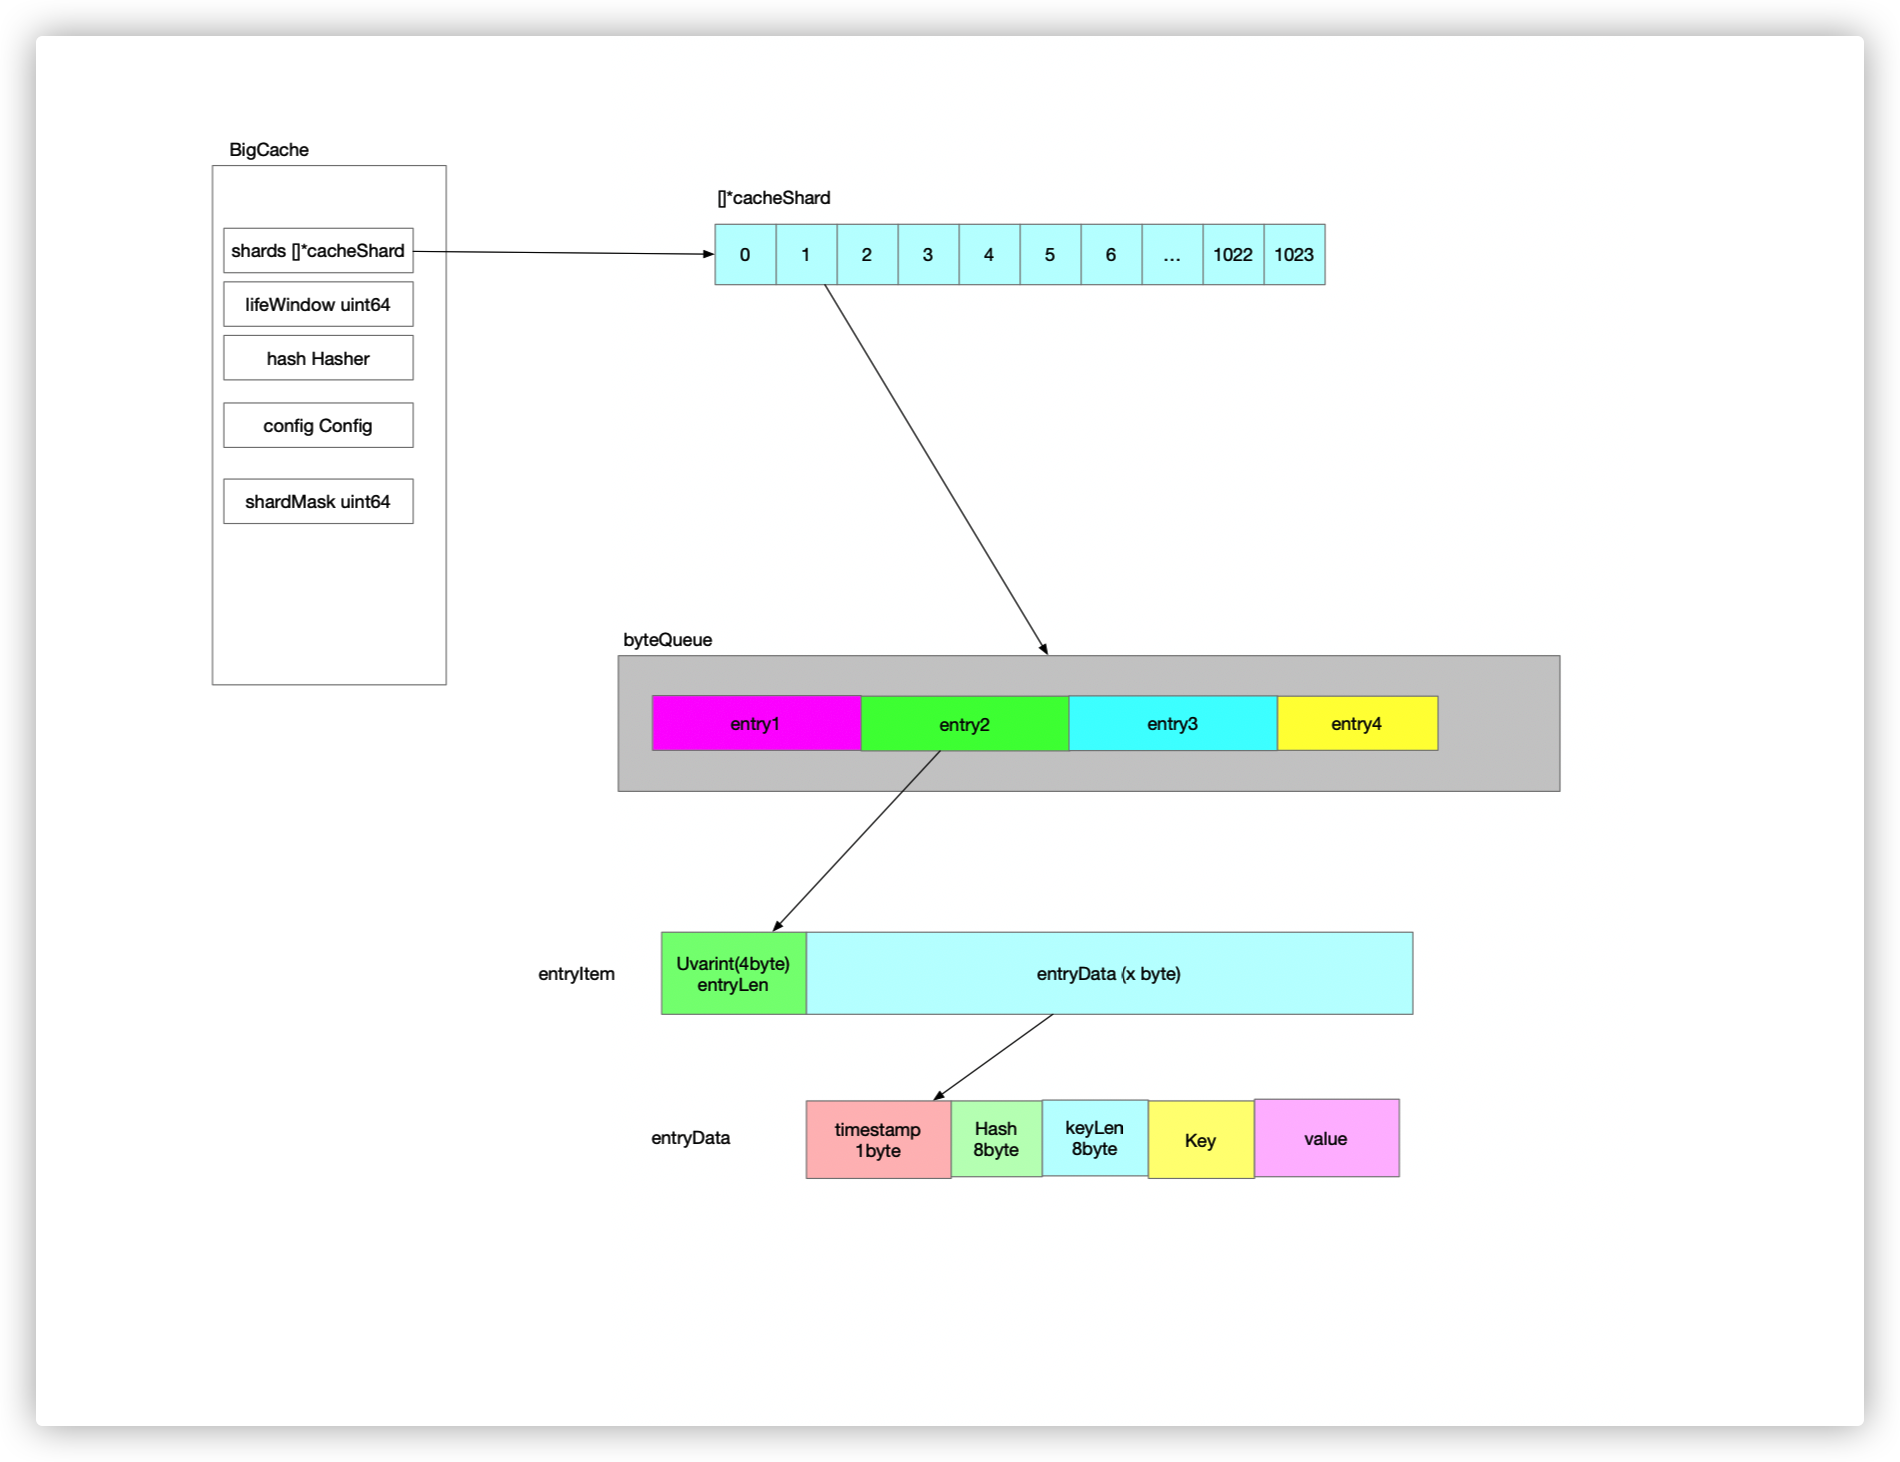 BigCache
shards []*cacheShard
lifeWindow uint64
hash Hasher
config Config
shardMask uint64
[]*cacheShard
0 1 2 3 4 5 6 ... 1022 1023
byteQueue
entry1 entry2 entry3 entry4
entryItem
Uvarint(4byte)
entryLen
entryData (x byte)
entryData
timestamp
1byte
Hash
8byte
keyLen
8byte
Key
value